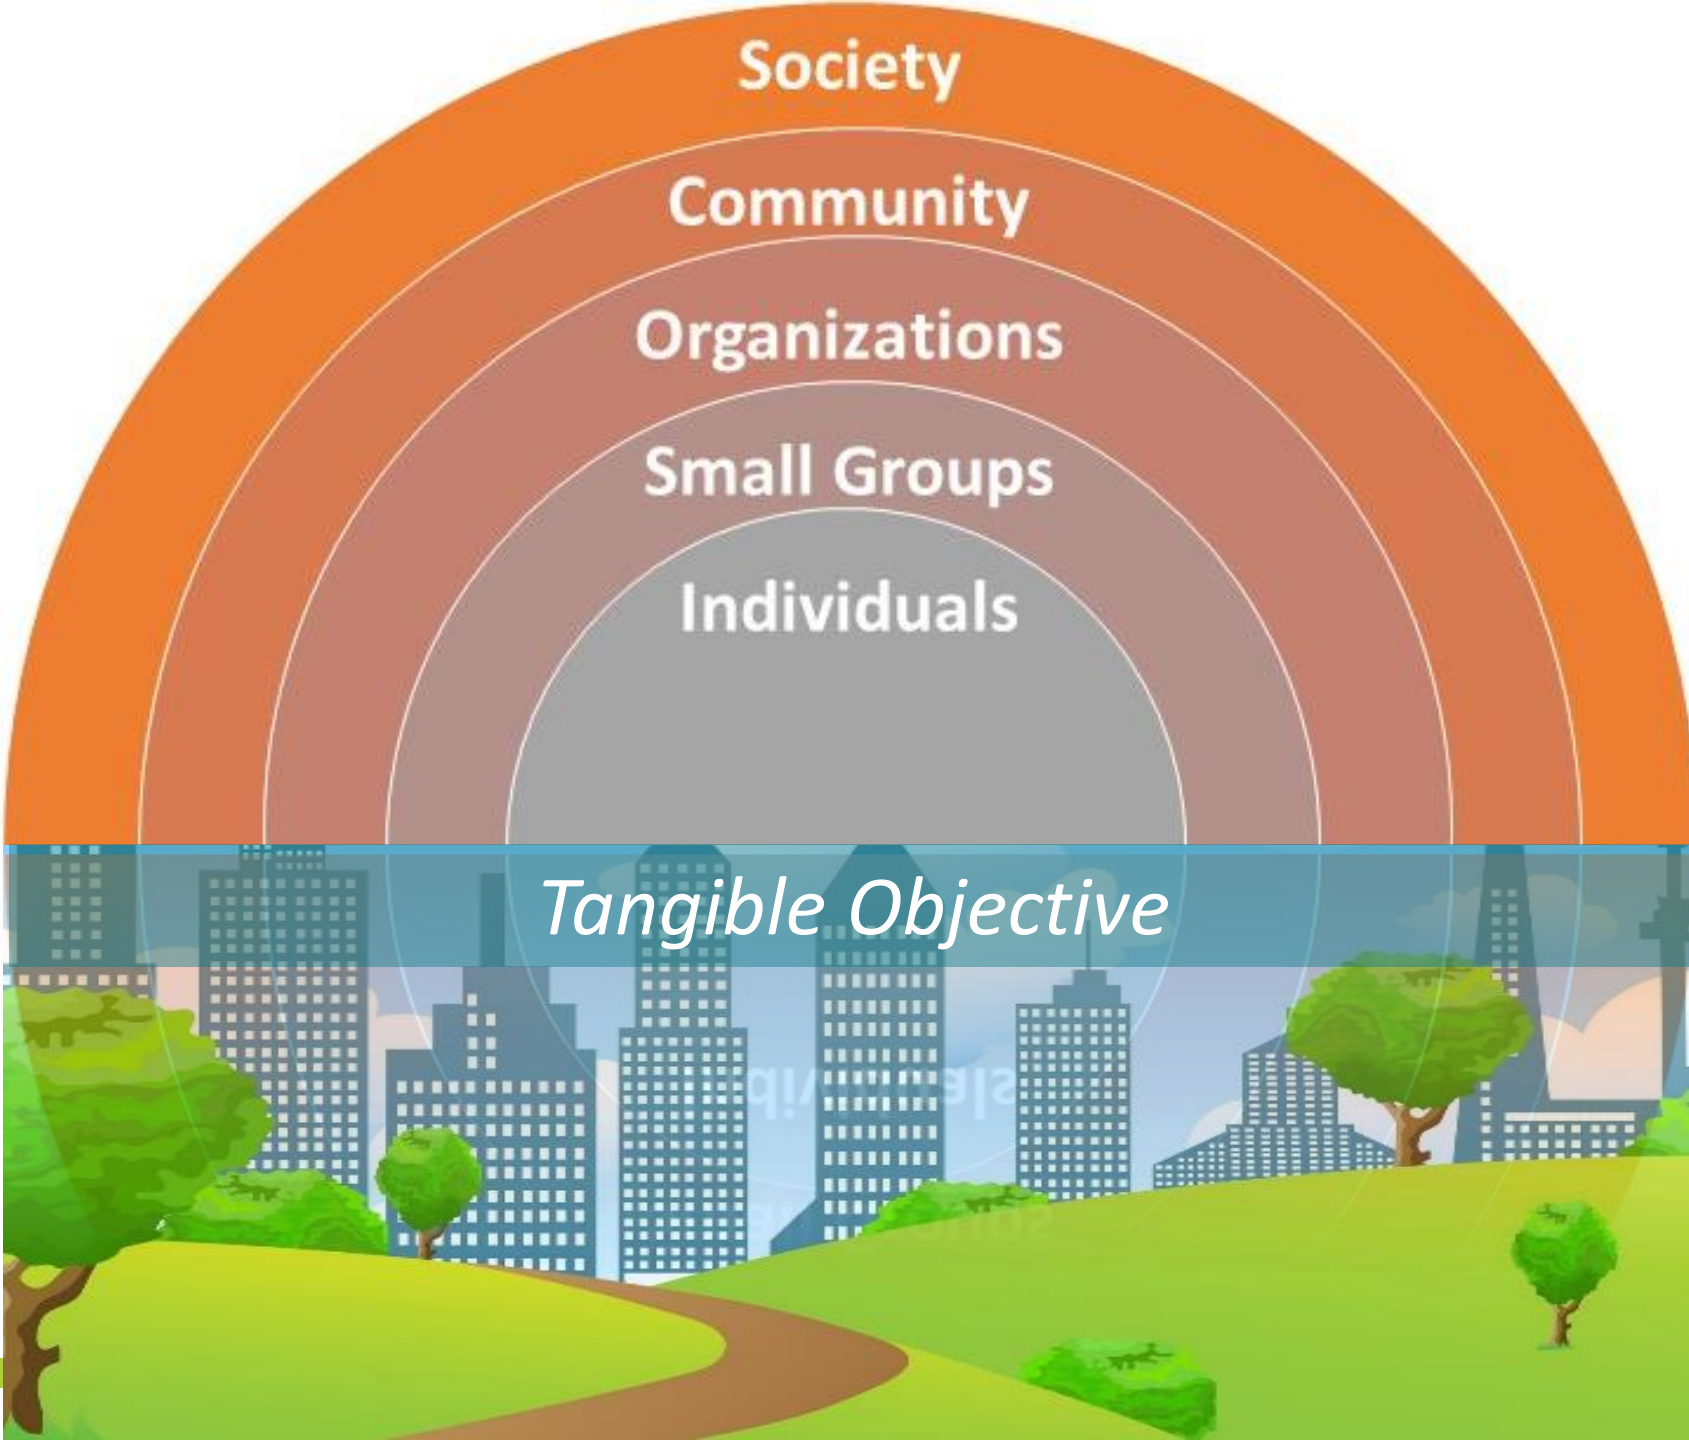 Society
Community
Organizations
Small Groups
Individuals
Tangible Objective